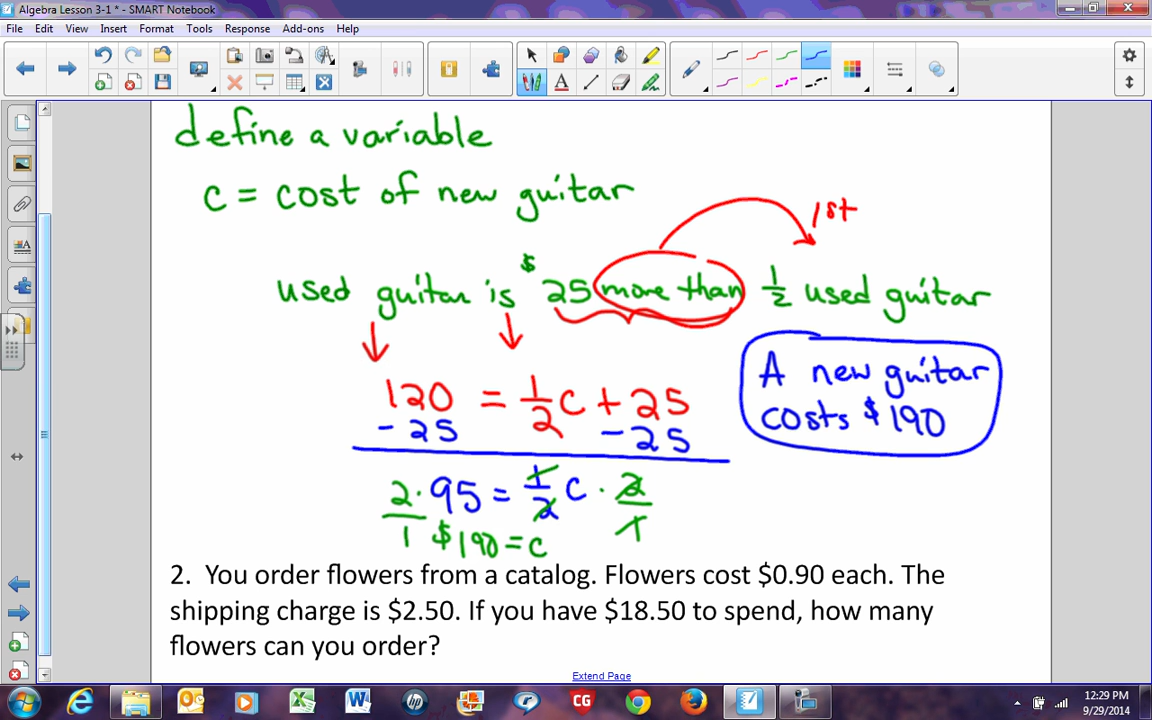 Algebra Lesson 3-1 * - SMART Notebook
File Edit View Insert Format Tools Response Add-ons Help
define a variable
c = cost of new guitar
1st
used guitar is $25 more than 1/2 used guitar
A new guitar
costs $190
120 = 1/2 c + 25
- 25 - 25
2/1 · 95 = 1/2 c · 2/1
$190 = c
2. You order flowers from a catalog. Flowers cost $0.90 each. The
shipping charge is $2.50. If you have $18.50 to spend, how many
flowers can you order?
Extend Page
12:29 PM
9/29/2014